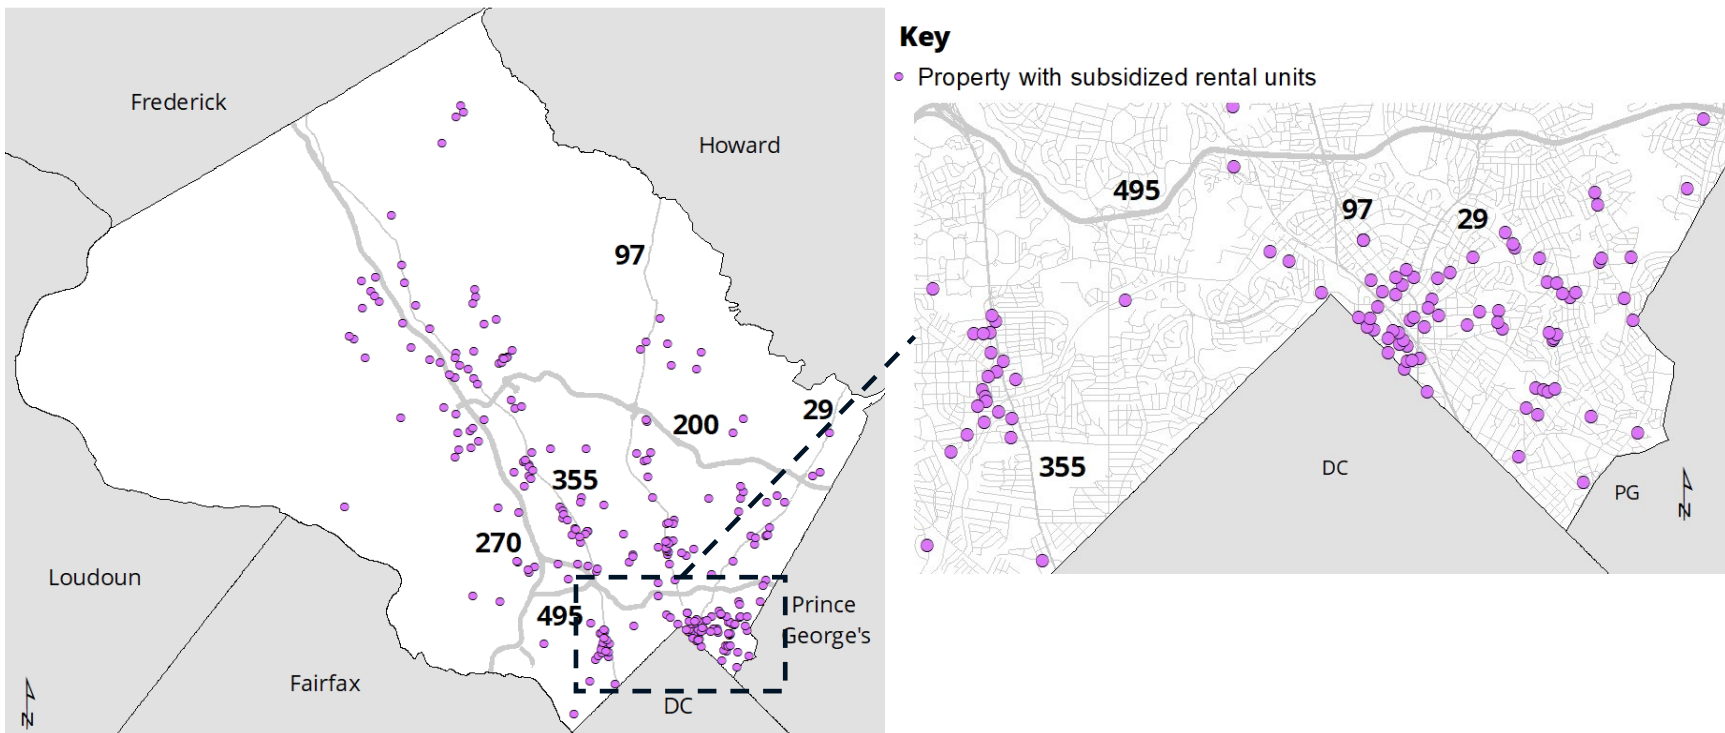 Frederick
Howard
97
29
200
355
270
Loudoun
495
Prince
George's
Fairfax
DC
N
Key
Property with subsidized rental units
495
97
29
355
DC
PG
N